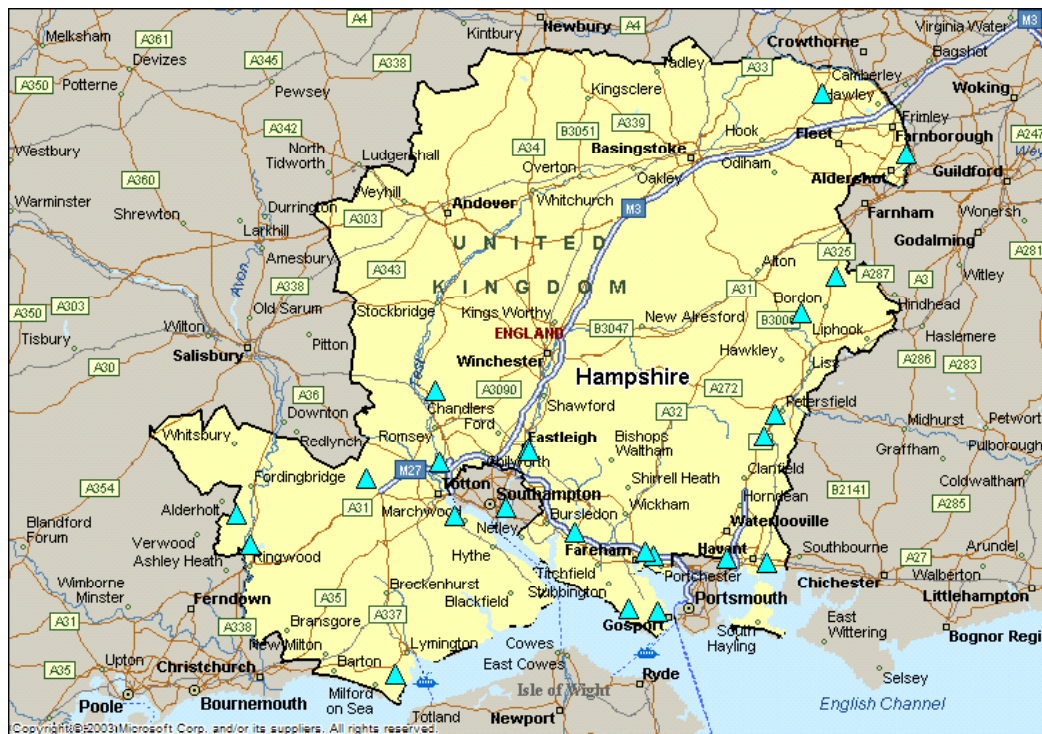 A4
Newbury
A4
Virginia Water
M3
Melksham
A361
Kintbury
Crowthorne
Bagshot
Devizes
A345
A338
Tadley
A33
Camberley
A350
Potterne
Pewsey
Kingsclere
Hawley
Woking
A342
B3051
A339
Hook
Frimley
Fleet
Farnborough
A247
Westbury
North
Tidworth
Ludgershall
A34
Basingstoke
Overton
Odiham
Oakley
Aldershot
Guildford
A360
Weyhill
Warminster
Shrewton
Durrington
A303
Andover
Whitchurch
M3
Farnham
Wonersh
Larkhill
UNITED
Godalming
A281
Amesbury
A325
Avon
A338
A343
Alton
A287
A3
Witley
A303
Old Sarum
KINGDOM
A31
A350
Stockbridge
Kings Worthy
Bordon
Hindhead
Tisbury
Wilton
ENGLAND
B3047
New Alresford
B3006
Liphook
Haslemere
Salisbury
Pitton
Winchester
Hawkley
Liss
A286
A283
A30
Test
Hampshire
A36
A3090
A272
Shawford
Petersfield
Downton
Chandlers
Ford
A32
Midhurst
Petwort
Whitsbury
Redlynch
Romsey
Eastleigh
Bishops
Waltham
Graffham
Pulborough
Chilworth
Clanfield
Fordingbridge
M27
Shirrell Heath
Coldwaltham
A354
Totton
Southampton
Horndean
B2141
A285
Alderholt
A31
Marchwood
Wickham
Netley
Bursledon
Waterlooville
Blandford
Forum
Verwood
Ashley Heath
Ringwood
Hythe
Fareham
Havant
Southbourne
Arundel
A27
Titchfield
Portchester
Chichester
Walberton
Wimborne
Minster
Brockenhurst
Stubbington
Littlehampton
Ferndown
A35
Blackfield
Portsmouth
A31
A338
Bransgore
A337
Gosport
South
Hayling
East
Wittering
Bognor Regi
New Milton
Lymington
Cowes
A35
Upton
Christchurch
Barton
East Cowes
Ryde
Selsey
Poole
Bournemouth
Milford
on Sea
Isle of Wight
Totland
Newport
English Channel
Copyright © 2003 Microsoft Corp. and/or its suppliers. All rights reserved.